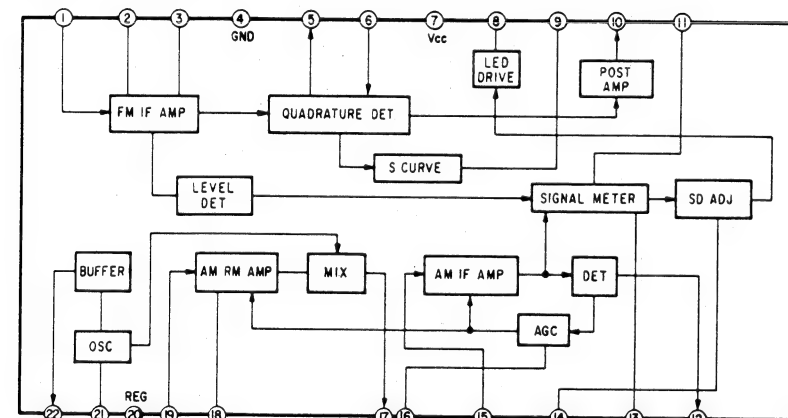 1 2 3 4 5 6 7 8 9 10 11
GND
Vcc
LED
DRIVE
POST
AMP
FM IF AMP
QUADRATURE DET.
S CURVE
LEVEL
DET
SIGNAL METER
SD ADJ
BUFFER
AM RM AMP
MIX
AM IF AMP
DET
AGC
OSC
REG
22 21 20 19 18 17 16 15 14 13 12